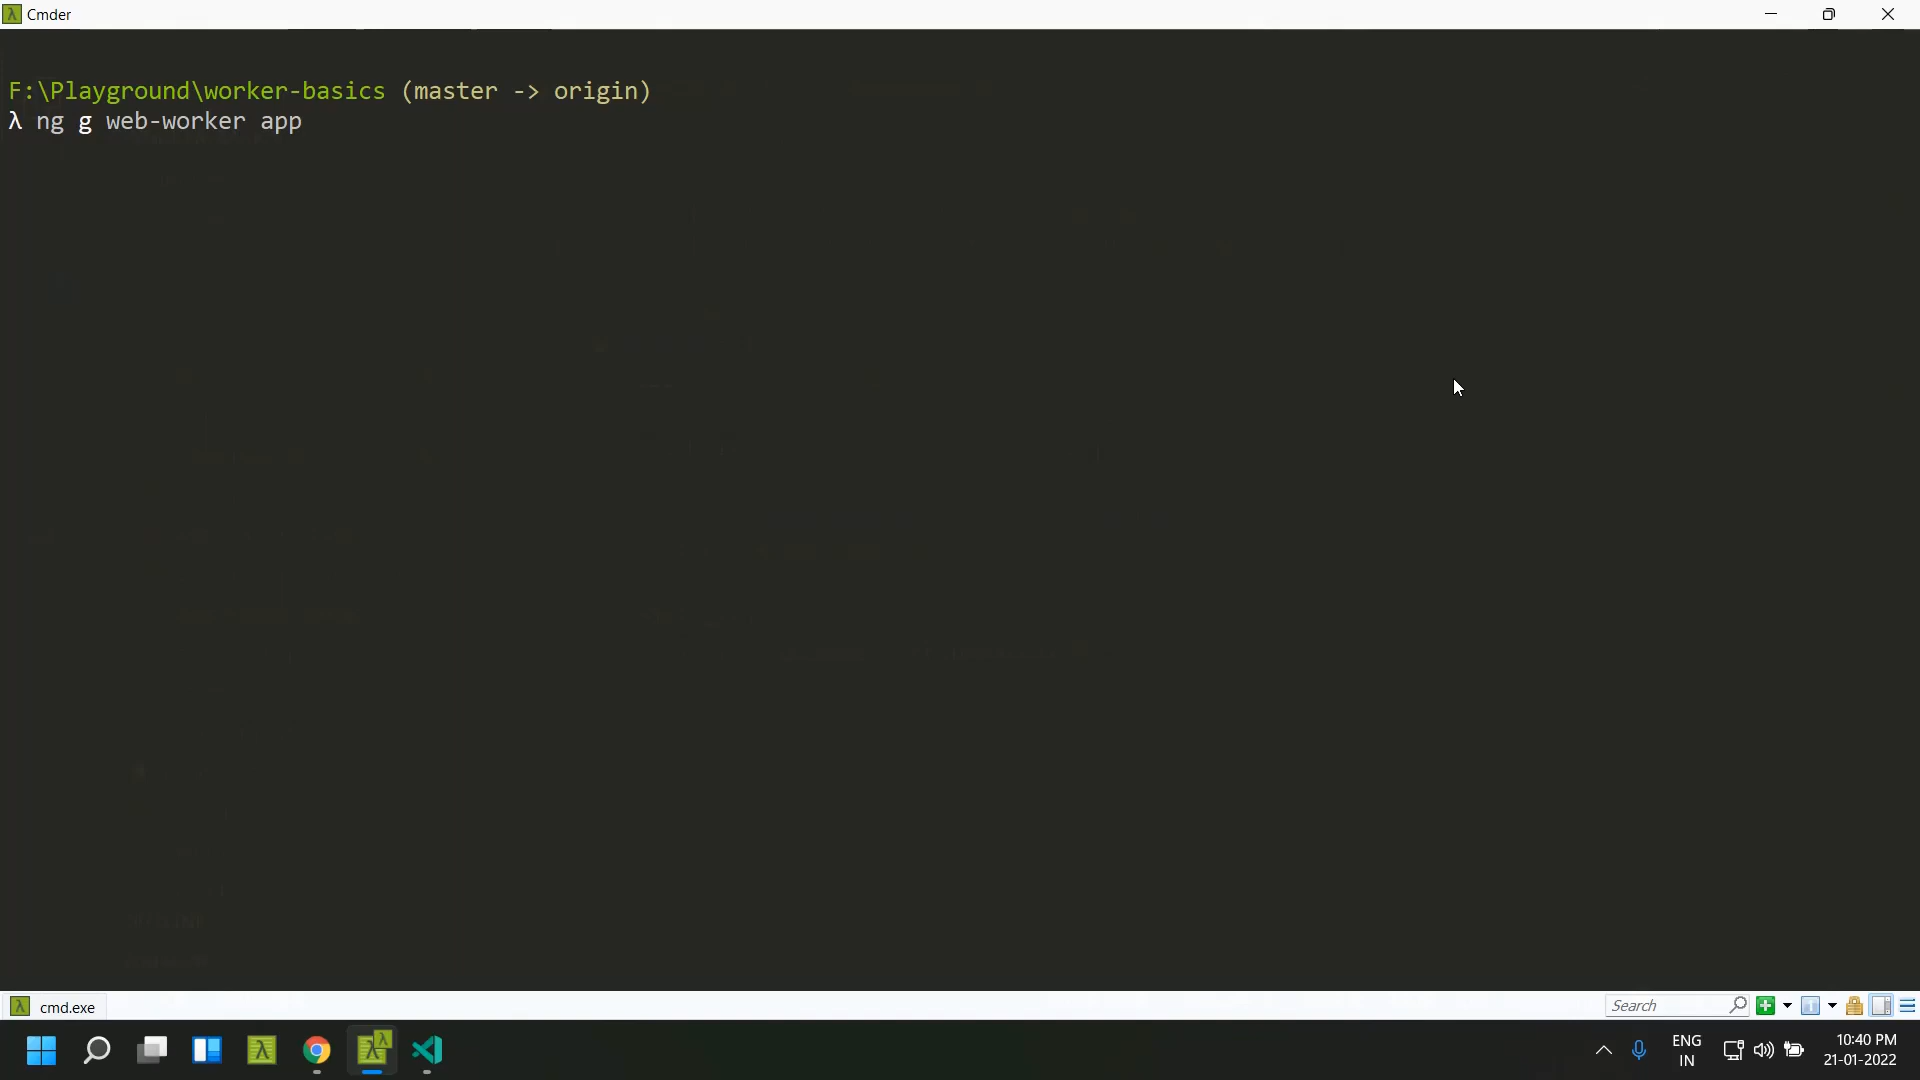 Cmder
F:\Playground\worker-basics (master -> origin)
λ ng g web-worker app
cmd.exe
Search
ENG
IN
10:40 PM
21-01-2022